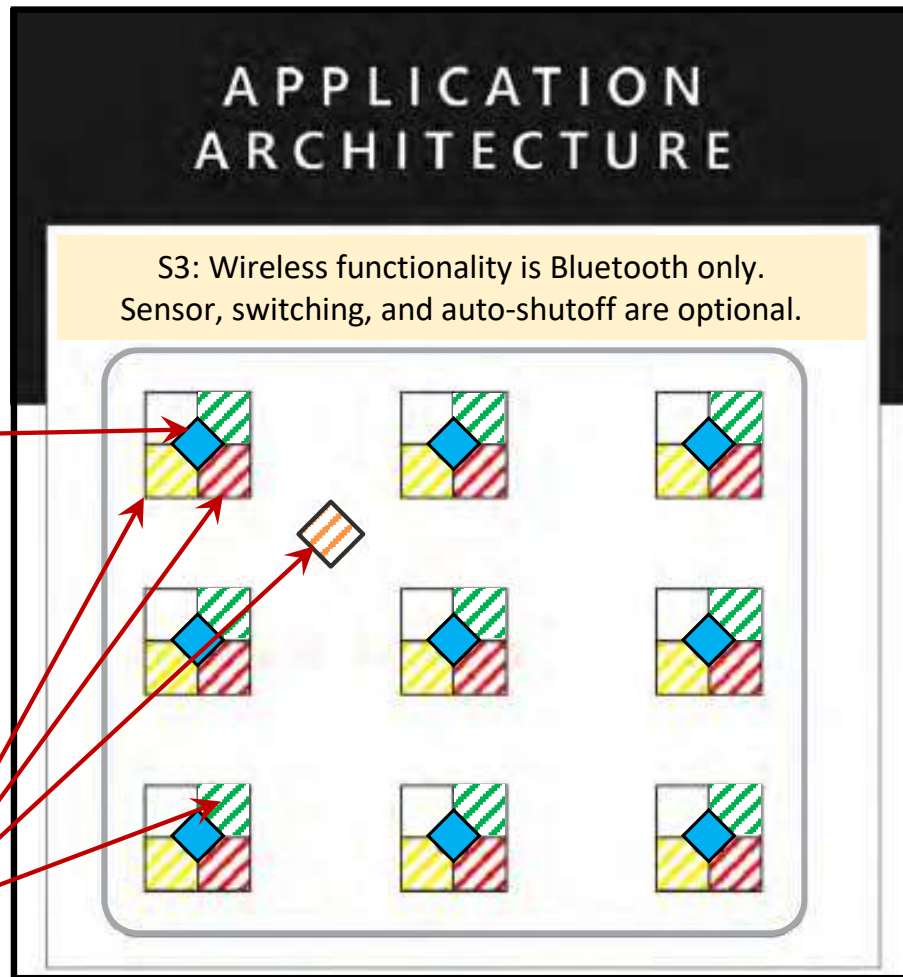 APPLICATION
ARCHITECTURE
S3: Wireless functionality is Bluetooth only.
Sensor, switching, and auto-shutoff are optional.